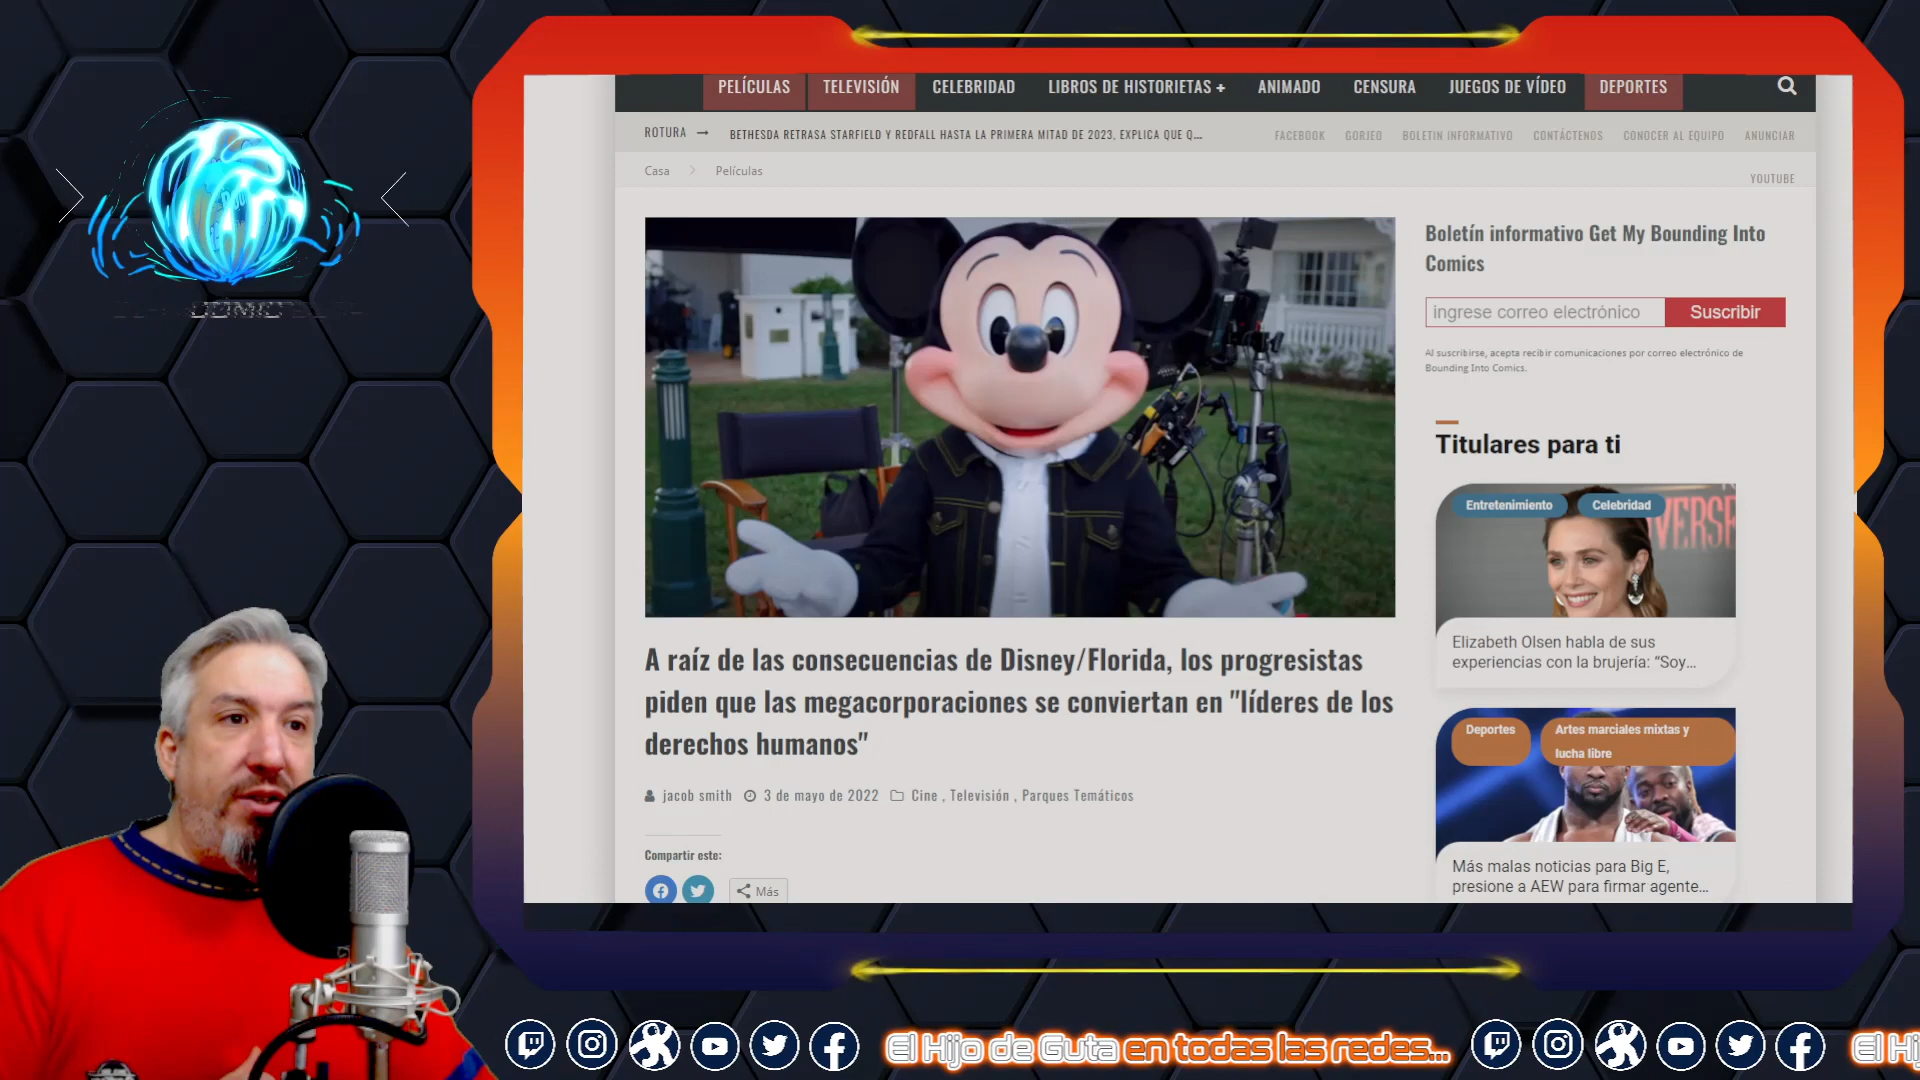 PELÍCULAS TELEVISIÓN CELEBRIDAD LIBROS DE HISTORIETAS + ANIMADO CENSURA JUEGOS DE VÍDEO DEPORTES
ROTURA → BETHESDA RETRASA STARFIELD Y REDFALL HASTA LA PRIMERA MITAD DE 2023, EXPLICA QUE Q... FACEBOOK GORJEO BOLETIN INFORMATIVO CONTÁCTENOS CONOCER AL EQUIPO ANUNCIAR
YOUTUBE
Casa > Películas
Boletín informativo Get My Bounding Into
Comics
ingrese correo electrónico Suscribir
Al suscribirse, acepta recibir comunicaciones por correo electrónico de
Bounding Into Comics.
Titulares para ti
Entretenimiento Celebridad
VERSE
Elizabeth Olsen habla de sus
experiencias con la brujería: “Soy...
Deportes Artes marciales mixtas y
lucha libre
Más malas noticias para Big E,
presione a AEW para firmar agente...
A raíz de las consecuencias de Disney/Florida, los progresistas
piden que las megacorporaciones se conviertan en "líderes de los
derechos humanos"
jacob smith 3 de mayo de 2022 Cine , Televisión , Parques Temáticos
Compartir este:
Más
El Hijo de Guta en todas las redes... El Hi